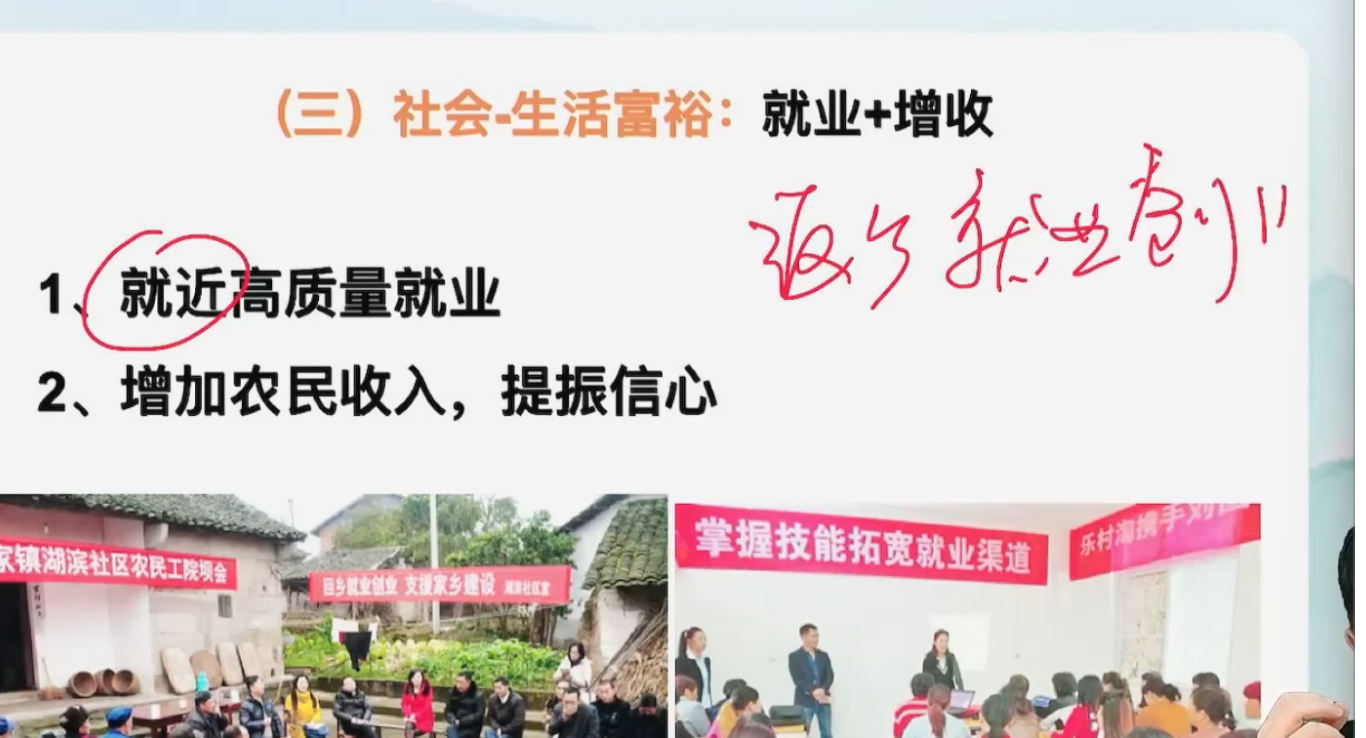 （三）社会-生活富裕：就业+增收
返乡就业创业
1、就近高质量就业
2、增加农民收入，提振信心
家镇湖滨社区农民工院坝会
回乡就业创业 支援家乡建设 湖滨社区宣
掌握技能拓宽就业渠道
乐村淘携手刘